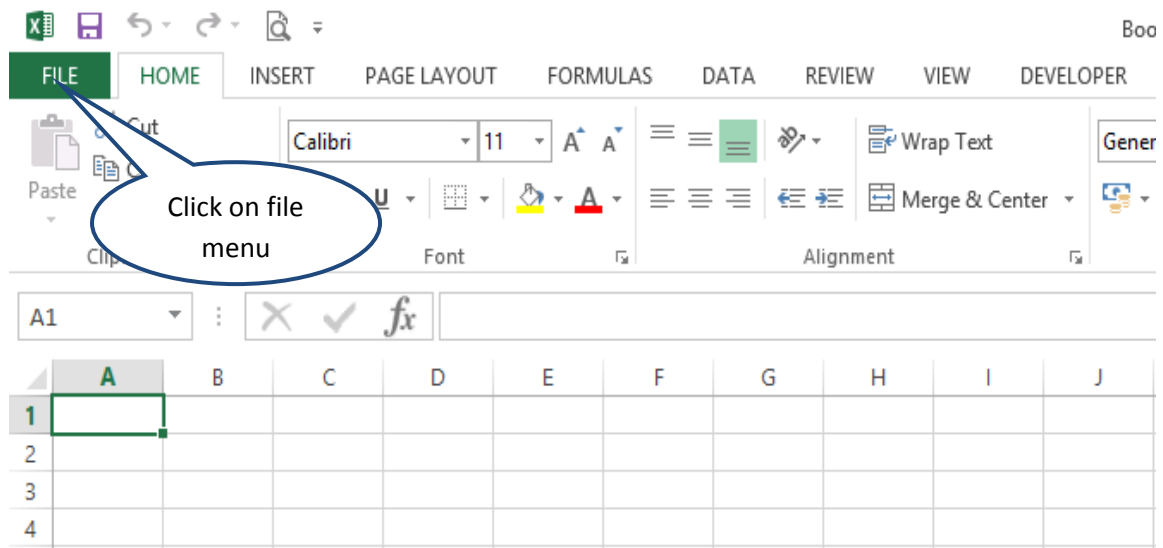 Boo
FILE HOME INSERT PAGE LAYOUT FORMULAS DATA REVIEW VIEW DEVELOPER
Cut
Calibri 11 A A Wrap Text Gener
Paste
U A Merge & Center
Click on file
menu
Font Alignment
A1 fx
A B C D E F G H I J
1
2
3
4